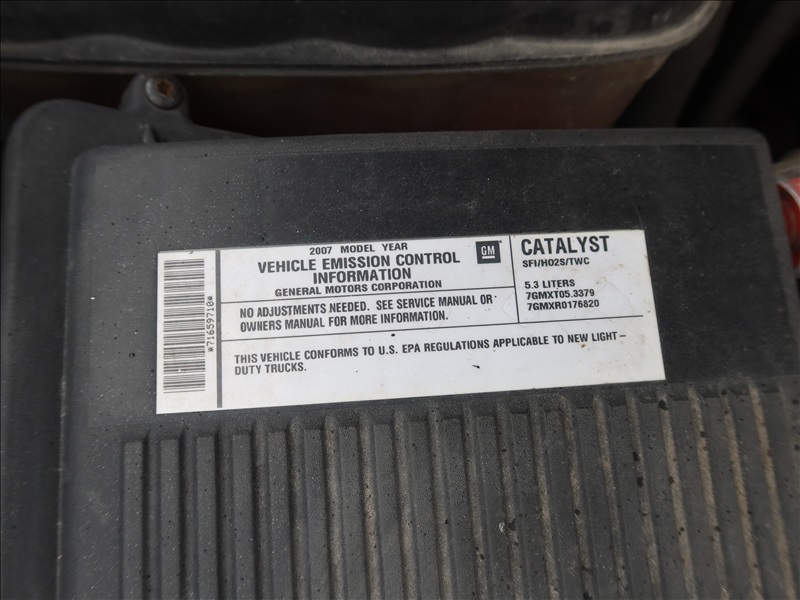 *71659710*
2007 MODEL YEAR
VEHICLE EMISSION CONTROL
INFORMATION
GENERAL MOTORS CORPORATION
GM
NO ADJUSTMENTS NEEDED. SEE SERVICE MANUAL OR
OWNERS MANUAL FOR MORE INFORMATION.
CATALYST
SFI/HO2S/TWC
5.3 LITERS
7GMXT05.3379
7GMXR0176820
THIS VEHICLE CONFORMS TO U.S. EPA REGULATIONS APPLICABLE TO NEW LIGHT-
DUTY TRUCKS.